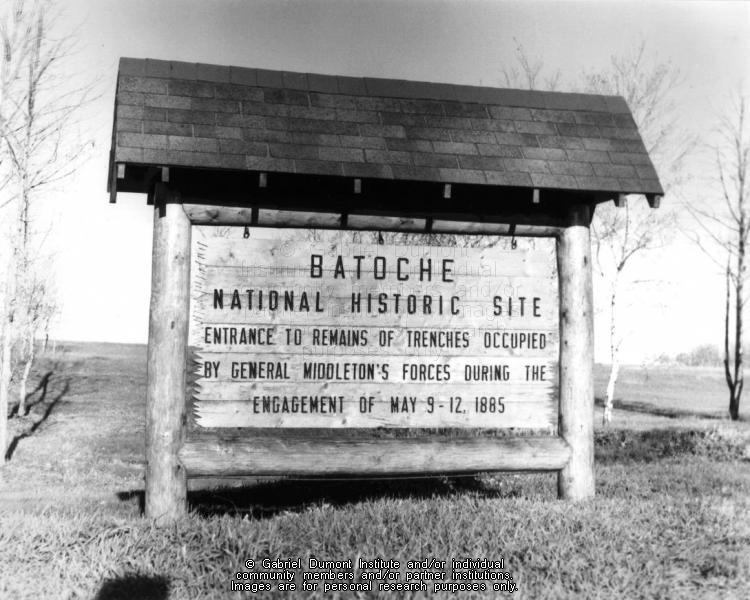 BATOCHE
NATIONAL HISTORIC SITE
ENTRANCE TO REMAINS OF TRENCHES OCCUPIED
BY GENERAL MIDDLETON'S FORCES DURING THE
ENGAGEMENT OF MAY 9-12, 1885
© Gabriel Dumont Institute and/or individual
community members and/or partner institutions.
Images are for personal research purposes only.